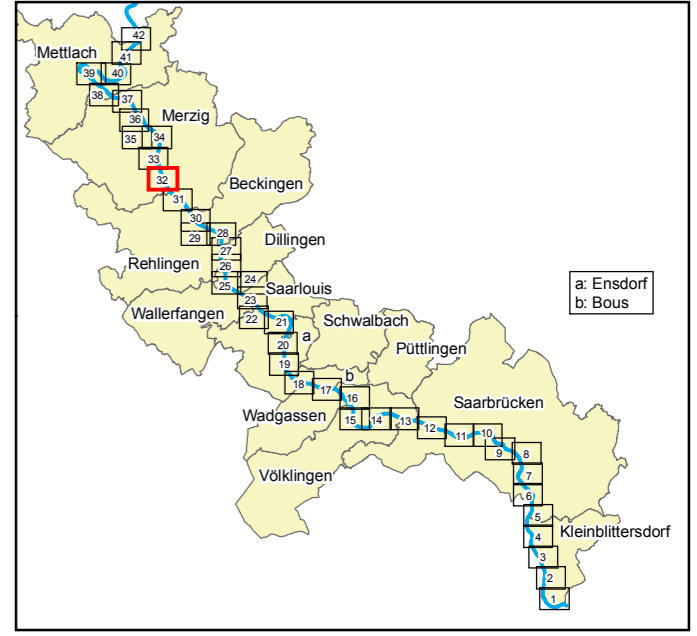 42
Mettlach
41
39
40
38
37
36
Merzig
35
34
33
32
Beckingen
31
30
28
29
Dillingen
27
Rehlingen
26
24
25
Saarlouis
a: Ensdorf
b: Bous
23
Wallerfangen
22
21
Schwalbach
a
20
Püttlingen
19
b
18
17
16
Saarbrücken
Wadgassen
15
14
13
12
11
10
9
8
Völklingen
7
6
5
Kleinblittersdorf
4
3
2
1